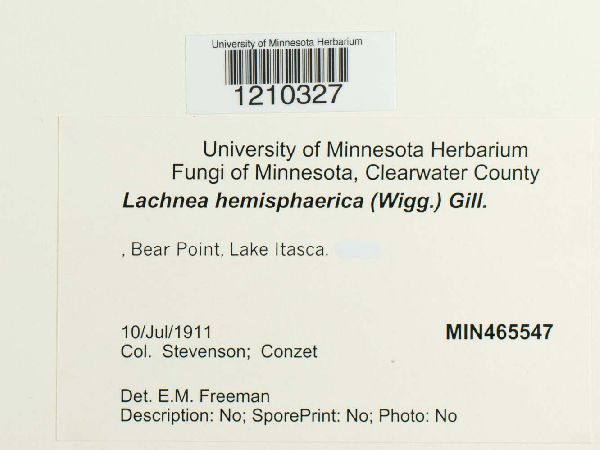 University of Minnesota Herbarium
1210327
University of Minnesota Herbarium
Fungi of Minnesota, Clearwater County
Lachnea hemisphaerica (Wigg.) Gill.
, Bear Point, Lake Itasca.
10/Jul/1911
MIN465547
Col. Stevenson; Conzet
Det. E.M. Freeman
Description: No; SporePrint: No; Photo: No